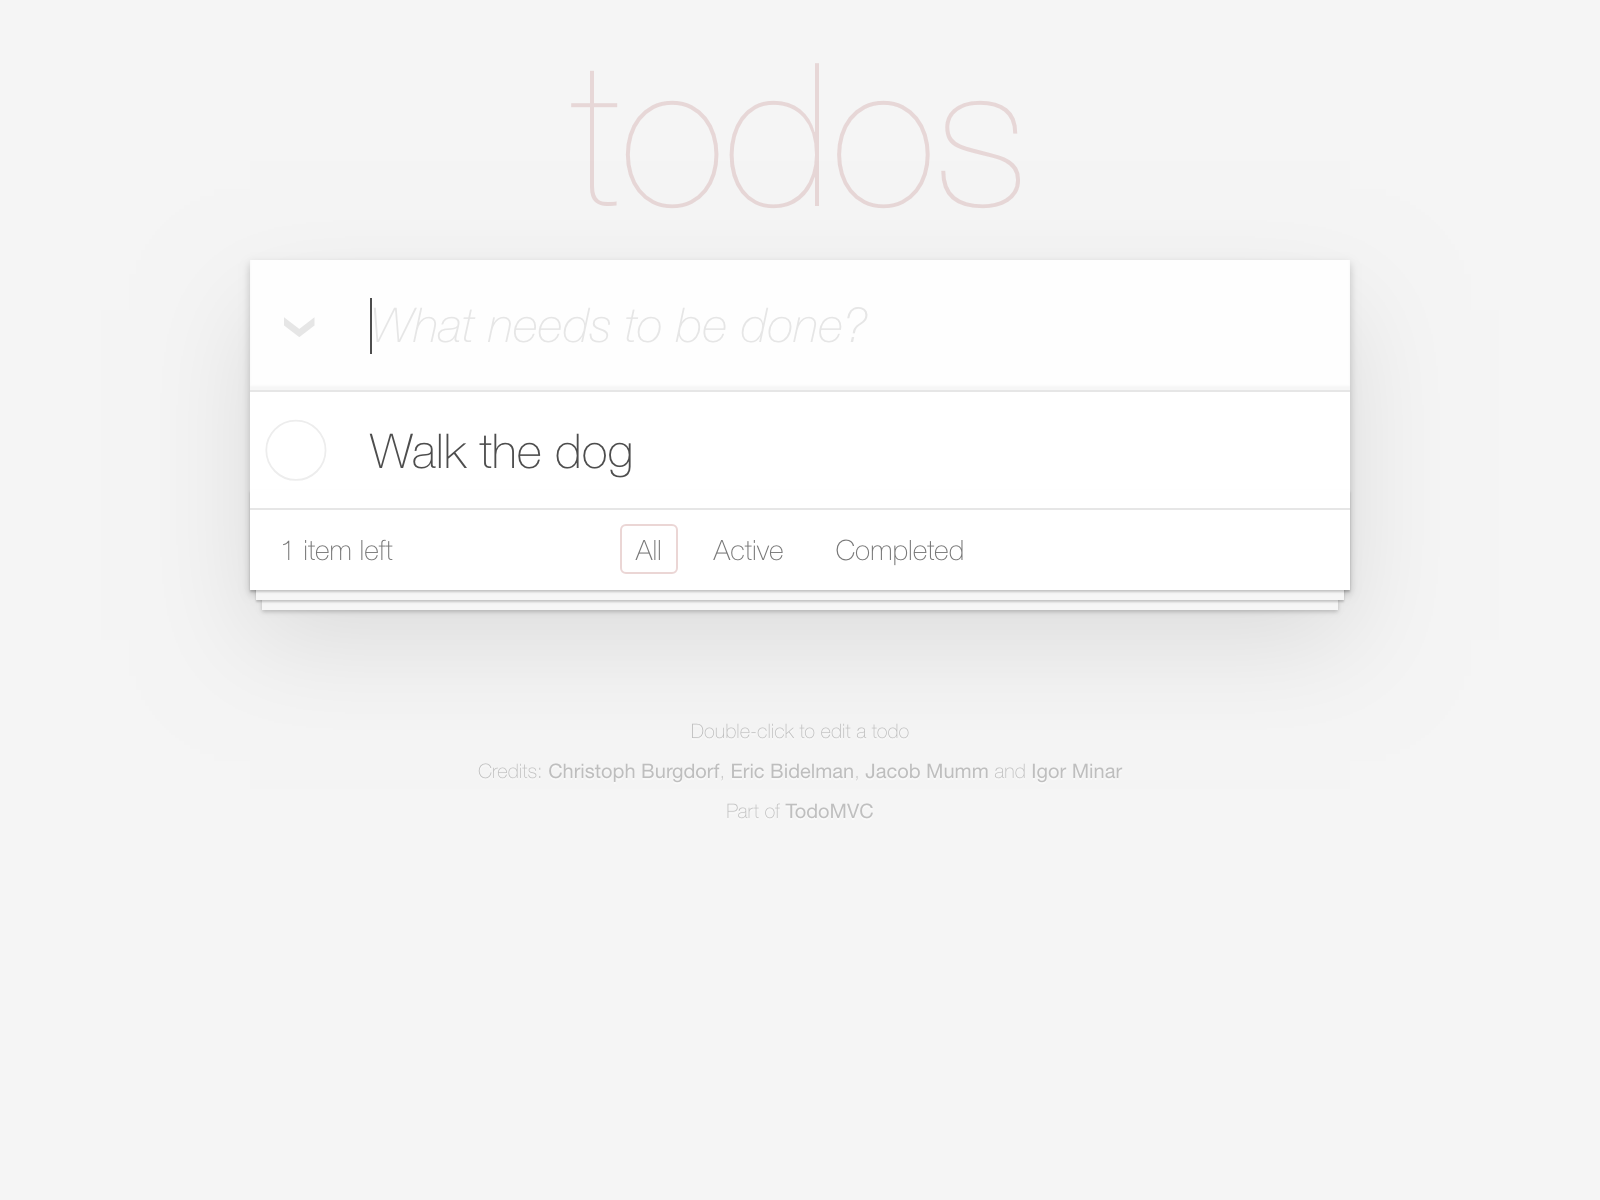 todos
What needs to be done?
Walk the dog
1 item left All Active Completed
Double-click to edit a todo
Credits: Christoph Burgdorf, Eric Bidelman, Jacob Mumm and Igor Minar
Part of TodoMVC